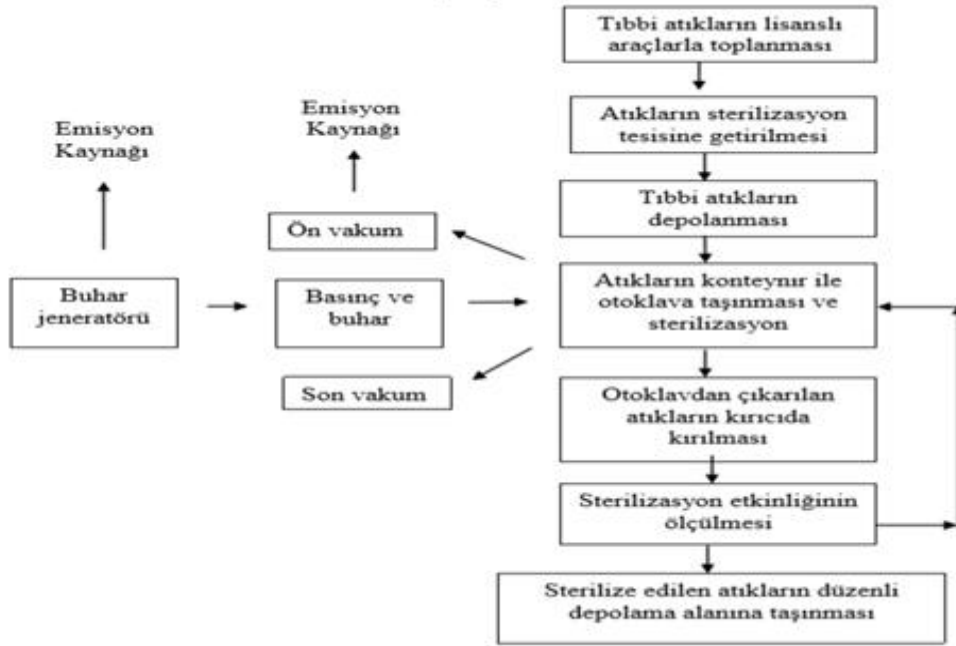 Tıbbi atıkların lisanslı
araçlarla toplanması
Atıkların sterilizasyon
tesisine getirilmesi
Tıbbi atıkların
depolanması
Emisyon
Kaynağı
Emisyon
Kaynağı
Ön vakum
Buhar
jeneratörü
Basınç ve
buhar
Son vakum
Atıkların konteynır ile
otoklava taşınması ve
sterilizasyon
Otoklavdan çıkarılan
atıkların kırıcıda
kırılması
Sterilizasyon etkinliğinin
ölçülmesi
Sterilize edilen atıkların düzenli
depolama alanına taşınması